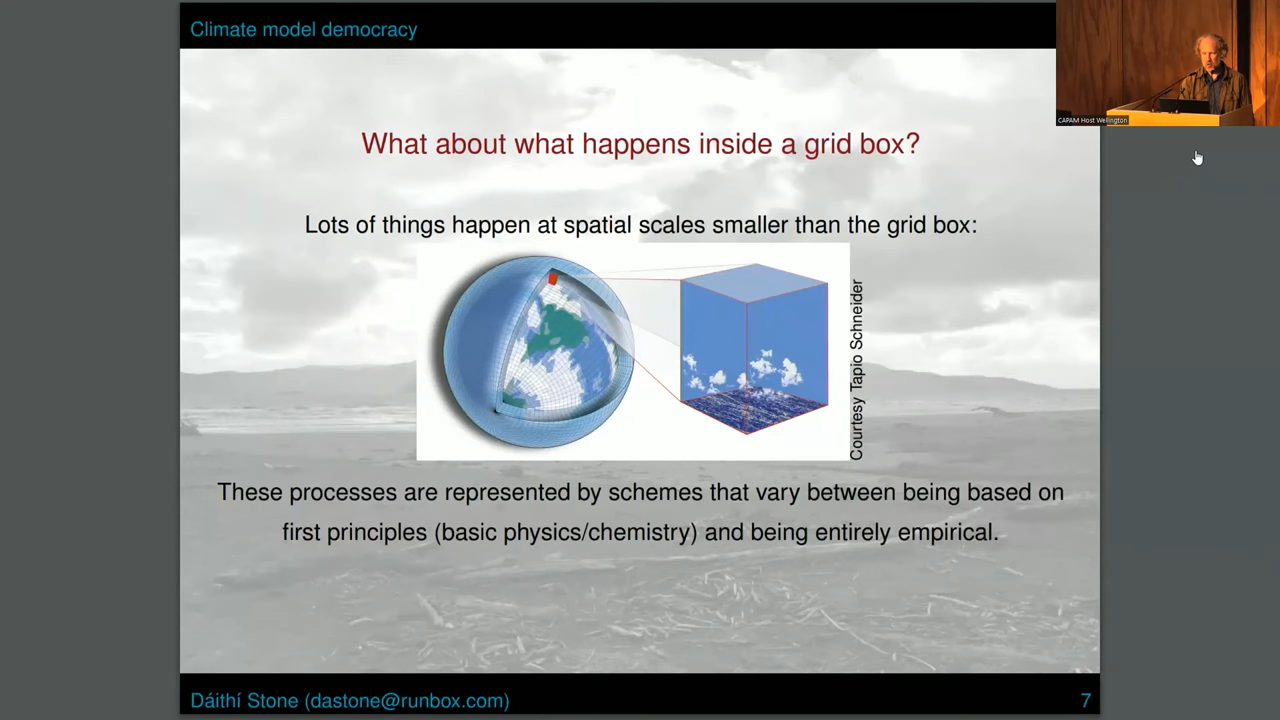 Climate model democracy
CAPAM Host Wellington
What about what happens inside a grid box?
Lots of things happen at spatial scales smaller than the grid box:
Courtesy Tapio Schneider
These processes are represented by schemes that vary between being based on
first principles (basic physics/chemistry) and being entirely empirical.
Dáithí Stone (dastone@runbox.com)
7